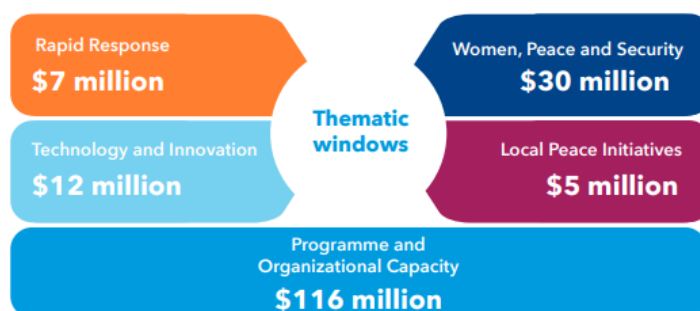 Rapid Response
$7 million
Women, Peace and Security
$30 million
Thematic
windows
Technology and Innovation
$12 million
Local Peace Initiatives
$5 million
Programme and
Organizational Capacity
$116 million